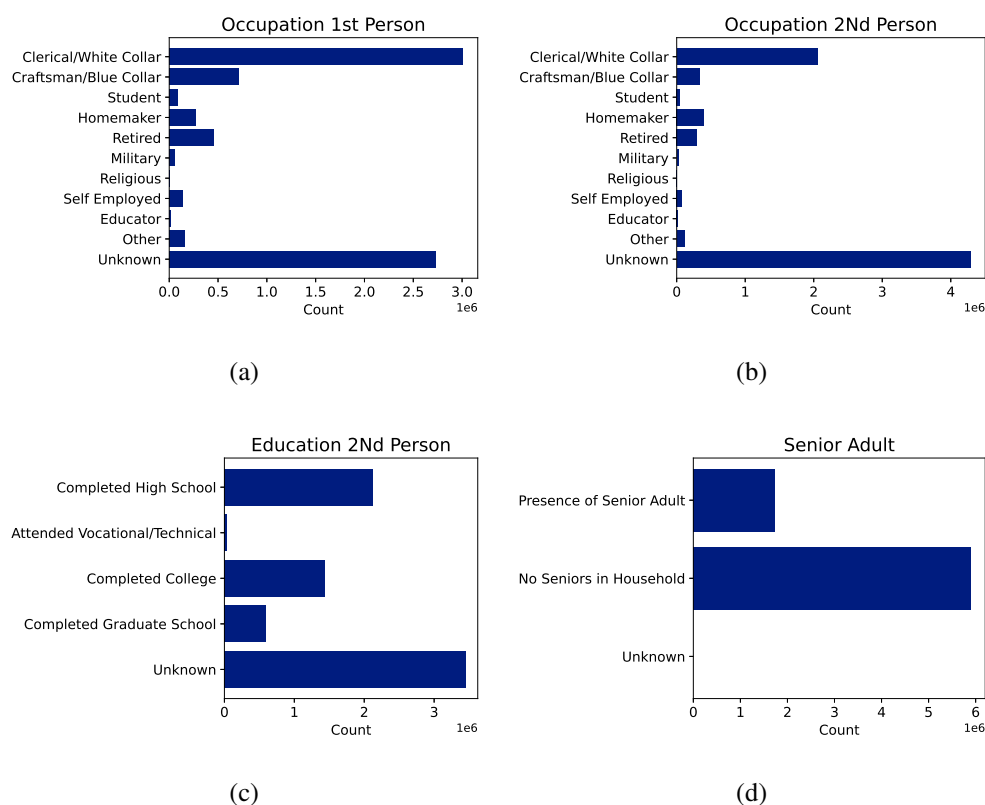 Occupation 1st Person
Clerical/White Collar
Craftsman/Blue Collar
Student
Homemaker
Retired
Military
Religious
Self Employed
Educator
Other
Unknown
0.0 0.5 1.0 1.5 2.0 2.5 3.0
Count
1e6
(a)
Occupation 2Nd Person
Clerical/White Collar
Craftsman/Blue Collar
Student
Homemaker
Retired
Military
Religious
Self Employed
Educator
Other
Unknown
0 1 2 3 4
Count
1e6
(b)
Education 2Nd Person
Completed High School
Attended Vocational/Technical
Completed College
Completed Graduate School
Unknown
0 1 2 3
Count
1e6
(c)
Senior Adult
Presence of Senior Adult
No Seniors in Household
Unknown
0 1 2 3 4 5 6
Count
1e6
(d)